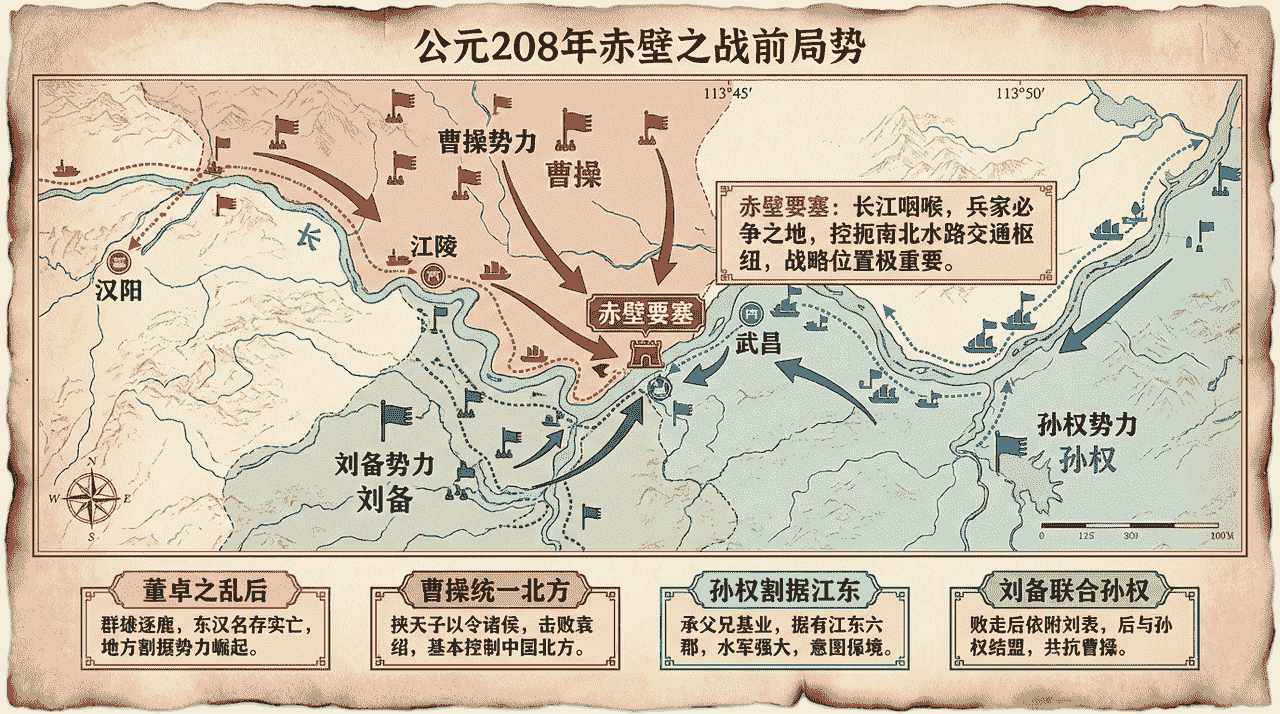 公元208年赤壁之战前局势
113°45'
113°50'
曹操势力
曹操
赤壁要塞：长江咽喉，兵家必
争之地，控扼南北水路交通枢
纽，战略位置极重要。
长
江陵
汉阳
赤壁要塞
武昌
孙权势力
孙权
刘备势力
刘备
N
W
E
S
0
125
董卓之乱后
群雄逐鹿，东汉名存实亡，
地方割据势力崛起。
曹操统一北方
挟天子以令诸侯，击败袁
绍，基本控制中国北方。
孙权割据江东
承父兄基业，据有江东六
郡，水军强大，意图保境。
刘备联合孙权
败走后依附刘表，后与孙
权结盟，共抗曹操。